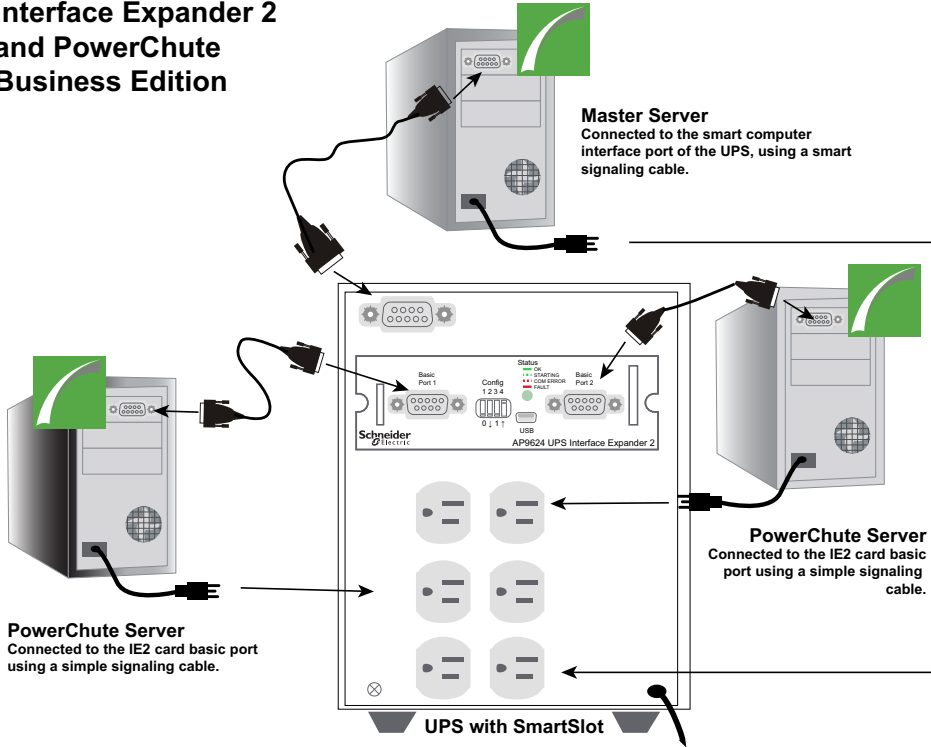 Interface Expander 2
and PowerChute
Business Edition
Master Server
Connected to the smart computer
interface port of the UPS, using a smart
signaling cable.
Basic
Port 1
Config
1 2 3 4
0 ↓ 1 ↑
Status
OK
STARTING
COM ERROR
FAULT
USB
Basic
Port 2
Schneider
Electric
AP9624 UPS Interface Expander 2
PowerChute Server
Connected to the IE2 card basic
port using a simple signaling
cable.
PowerChute Server
Connected to the IE2 card basic port
using a simple signaling cable.
UPS with SmartSlot